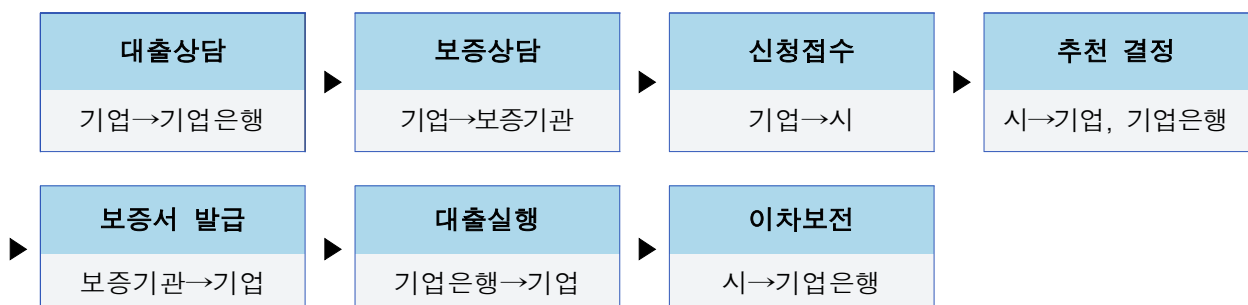 대출상담 ▶ 보증상담 ▶ 신청접수 ▶ 추천 결정
기업→기업은행 기업→보증기관 기업→시 시→기업, 기업은행
▶ 보증서 발급 ▶ 대출실행 ▶ 이차보전
보증기관→기업 기업은행→기업 시→기업은행